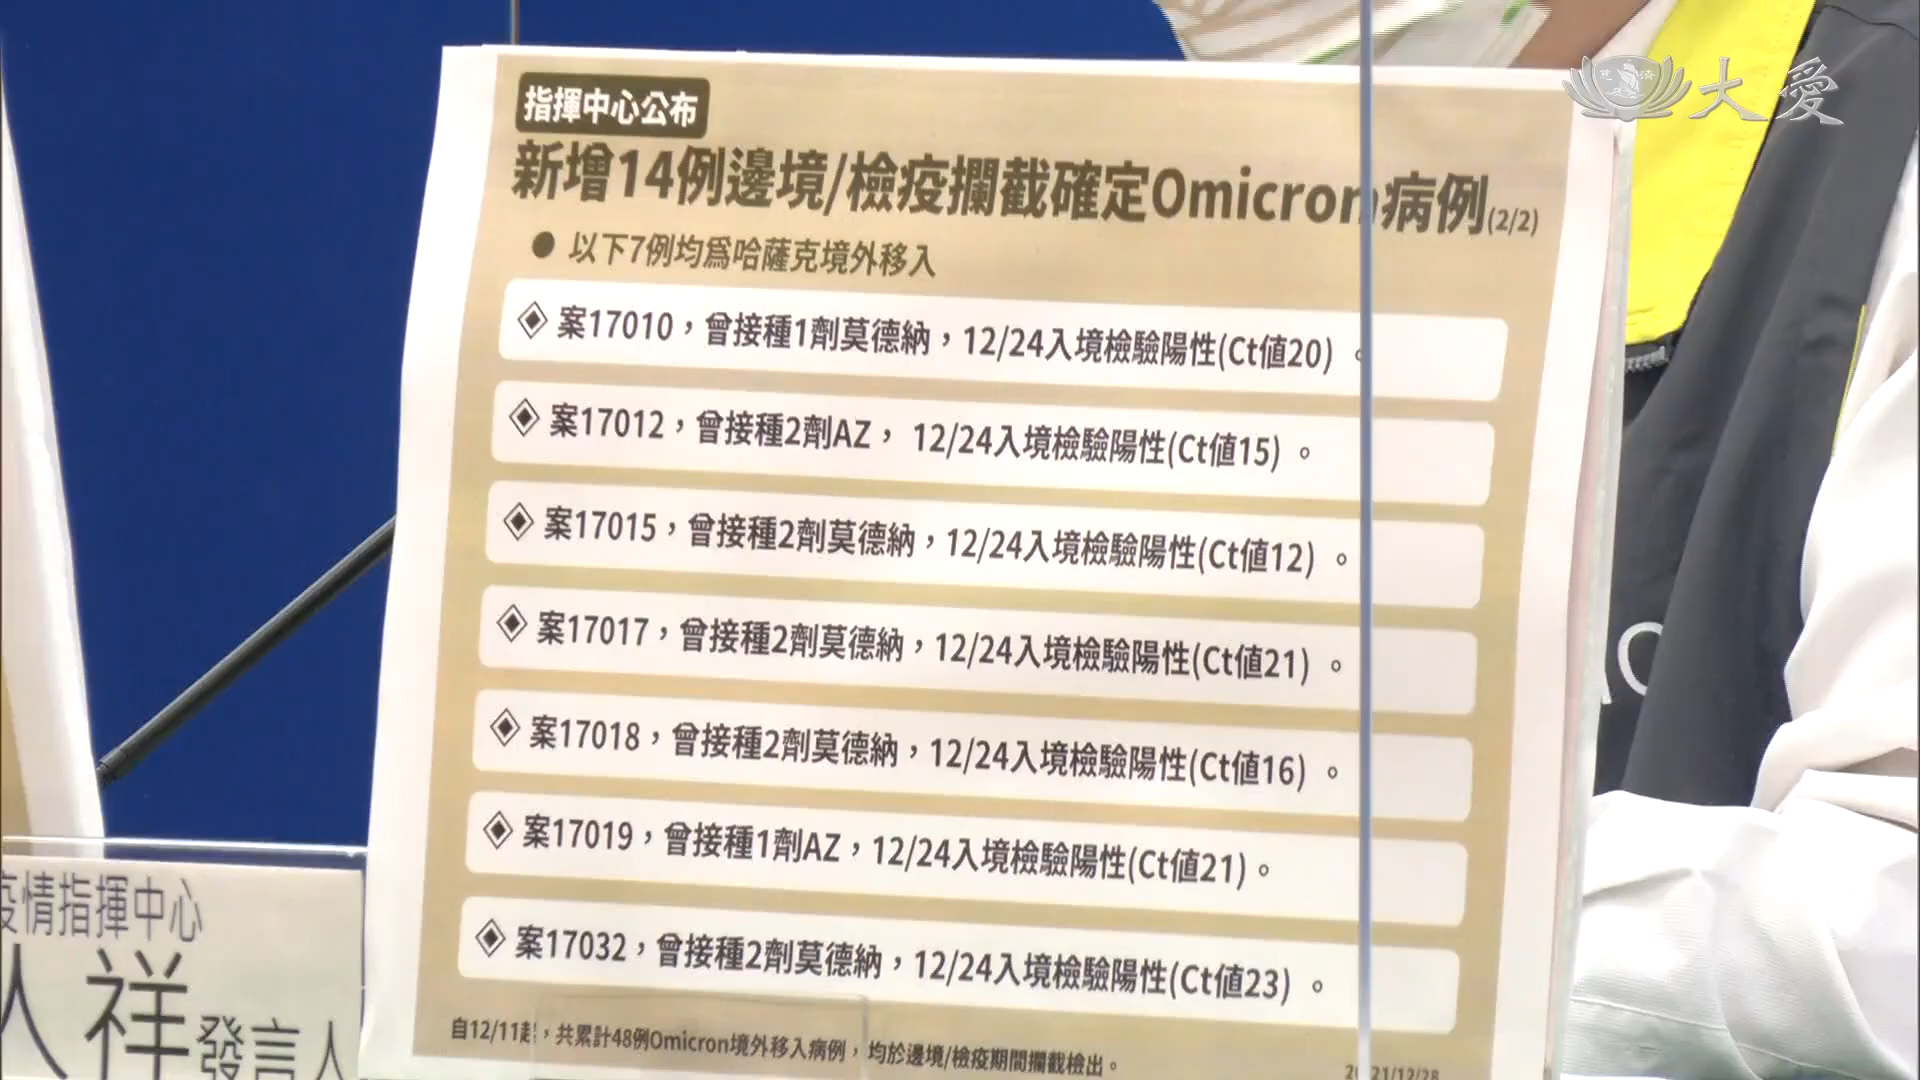 大愛
慈濟
指揮中心公布
新增14例邊境/檢疫攔截確定Omicron病例(2/2)
● 以下7例均為哈薩克境外移入
案17010，曾接種1劑莫德納，12/24入境檢驗陽性(Ct值20)。
案17012，曾接種2劑AZ， 12/24入境檢驗陽性(Ct值15)。
案17015，曾接種2劑莫德納，12/24入境檢驗陽性(Ct值12)。
案17017，曾接種2劑莫德納，12/24入境檢驗陽性(Ct值21)。
案17018，曾接種2劑莫德納，12/24入境檢驗陽性(Ct值16)。
案17019，曾接種1劑AZ，12/24入境檢驗陽性(Ct值21)。
案17032，曾接種2劑莫德納，12/24入境檢驗陽性(Ct值23)。
自12/11起，共累計48例Omicron境外移入病例，均於邊境/檢疫期間攔截檢出。
2021/12/28
疫情指揮中心
人祥發言人